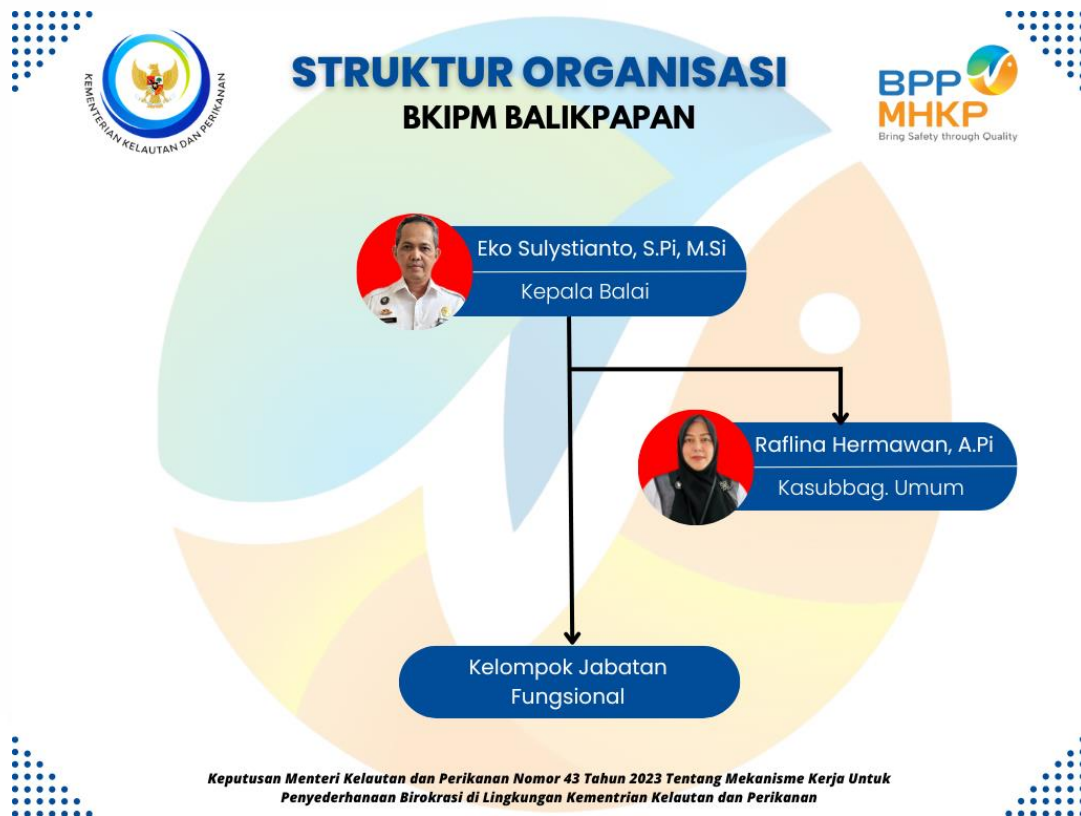 KEMENTERIAN KELAUTAN DAN PERIKANAN
STRUKTUR ORGANISASI
BKIPM BALIKPAPAN
BPP
MHKP
Bring Safety through Quality
Eko Sulystianto, S.Pi, M.Si
Kepala Balai
Raflina Hermawan, A.Pi
Kasubbag. Umum
Kelompok Jabatan
Fungsional
Keputusan Menteri Kelautan dan Perikanan Nomor 43 Tahun 2023 Tentang Mekanisme Kerja Untuk
Penyederhanaan Birokrasi di Lingkungan Kementrian Kelautan dan Perikanan